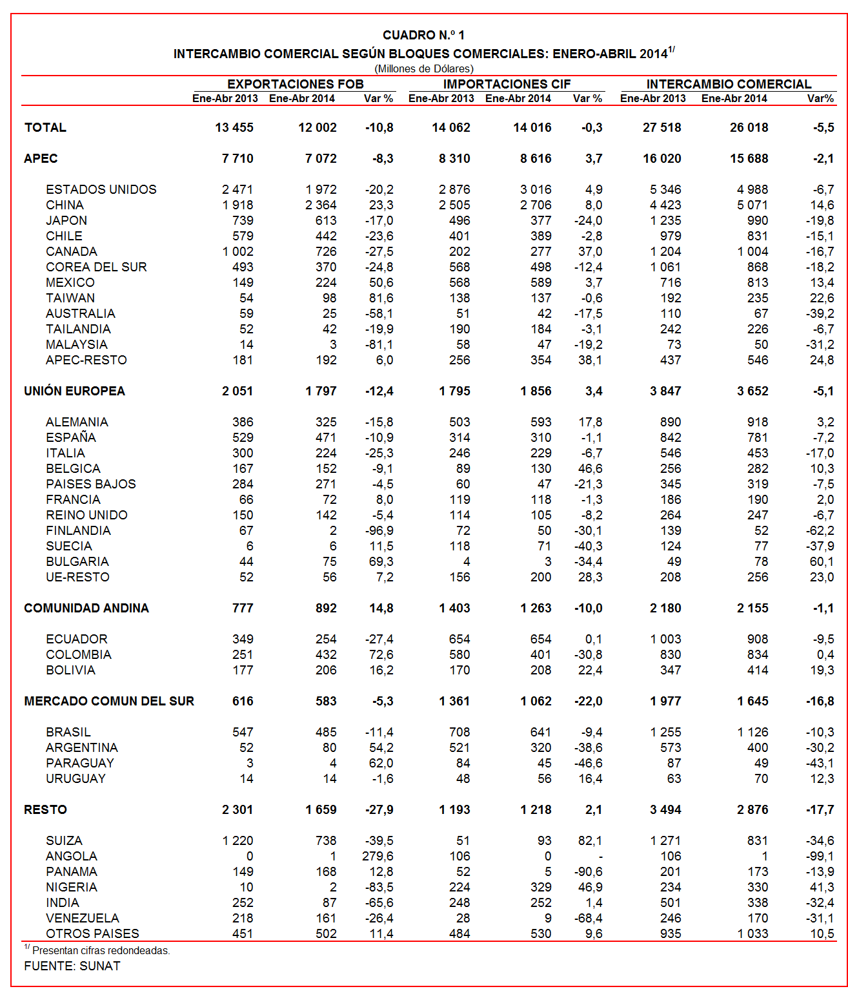 CUADRO N.º 1
INTERCAMBIO COMERCIAL SEGÚN BLOQUES COMERCIALES: ENERO-ABRIL 2014 1/
(Millones de Dólares)
EXPORTACIONES FOB IMPORTACIONES CIF INTERCAMBIO COMERCIAL
Ene-Abr 2013 Ene-Abr 2014 Var % Ene-Abr 2013 Ene-Abr 2014 Var % Ene-Abr 2013 Ene-Abr 2014 Var%
TOTAL 13 455 12 002 -10,8 14 062 14 016 -0,3 27 518 26 018 -5,5
APEC 7 710 7 072 -8,3 8 310 8 616 3,7 16 020 15 688 -2,1
ESTADOS UNIDOS 2 471 1 972 -20,2 2 876 3 016 4,9 5 346 4 988 -6,7
CHINA 1 918 2 364 23,3 2 505 2 706 8,0 4 423 5 071 14,6
JAPON 739 613 -17,0 496 377 -24,0 1 235 990 -19,8
CHILE 579 442 -23,6 401 389 -2,8 979 831 -15,1
CANADA 1 002 726 -27,5 202 277 37,0 1 204 1 004 -16,7
COREA DEL SUR 493 370 -24,8 568 498 -12,4 1 061 868 -18,2
MEXICO 149 224 50,6 568 589 3,7 716 813 13,4
TAIWAN 54 98 81,6 138 137 -0,6 192 235 22,6
AUSTRALIA 59 25 -58,1 51 42 -17,5 110 67 -39,2
TAILANDIA 52 42 -19,9 190 184 -3,1 242 226 -6,7
MALAYSIA 14 3 -81,1 58 47 -19,2 73 50 -31,2
APEC-RESTO 181 192 6,0 256 354 38,1 437 546 24,8
UNIÓN EUROPEA 2 051 1 797 -12,4 1 795 1 856 3,4 3 847 3 652 -5,1
ALEMANIA 386 325 -15,8 503 593 17,8 890 918 3,2
ESPAÑA 529 471 -10,9 314 310 -1,1 842 781 -7,2
ITALIA 300 224 -25,3 246 229 -6,7 546 453 -17,0
BELGICA 167 152 -9,1 89 130 46,6 256 282 10,3
PAISES BAJOS 284 271 -4,5 60 47 -21,3 345 319 -7,5
FRANCIA 66 72 8,0 119 118 -1,3 186 190 2,0
REINO UNIDO 150 142 -5,4 114 105 -8,2 264 247 -6,7
FINLANDIA 67 2 -96,9 72 50 -30,1 139 52 -62,2
SUECIA 6 6 11,5 118 71 -40,3 124 77 -37,9
BULGARIA 44 75 69,3 4 3 -34,4 49 78 60,1
UE-RESTO 52 56 7,2 156 200 28,3 208 256 23,0
COMUNIDAD ANDINA 777 892 14,8 1 403 1 263 -10,0 2 180 2 155 -1,1
ECUADOR 349 254 -27,4 654 654 0,1 1 003 908 -9,5
COLOMBIA 251 432 72,6 580 401 -30,8 830 834 0,4
BOLIVIA 177 206 16,2 170 208 22,4 347 414 19,3
MERCADO COMUN DEL SUR 616 583 -5,3 1 361 1 062 -22,0 1 977 1 645 -16,8
BRASIL 547 485 -11,4 708 641 -9,4 1 255 1 126 -10,3
ARGENTINA 52 80 54,2 521 320 -38,6 573 400 -30,2
PARAGUAY 3 4 62,0 84 45 -46,6 87 49 -43,1
URUGUAY 14 14 -1,6 48 56 16,4 63 70 12,3
RESTO 2 301 1 659 -27,9 1 193 1 218 2,1 3 494 2 876 -17,7
SUIZA 1 220 738 -39,5 51 93 82,1 1 271 831 -34,6
ANGOLA 0 1 279,6 106 0 - 106 1 -99,1
PANAMA 149 168 12,8 52 5 -90,6 201 173 -13,9
NIGERIA 10 2 -83,5 224 329 46,9 234 330 41,3
INDIA 252 87 -65,6 248 252 1,4 501 338 -32,4
VENEZUELA 218 161 -26,4 28 9 -68,4 246 170 -31,1
OTROS PAISES 451 502 11,4 484 530 9,6 935 1 033 10,5
1/ Presentan cifras redondeadas.
FUENTE: SUNAT